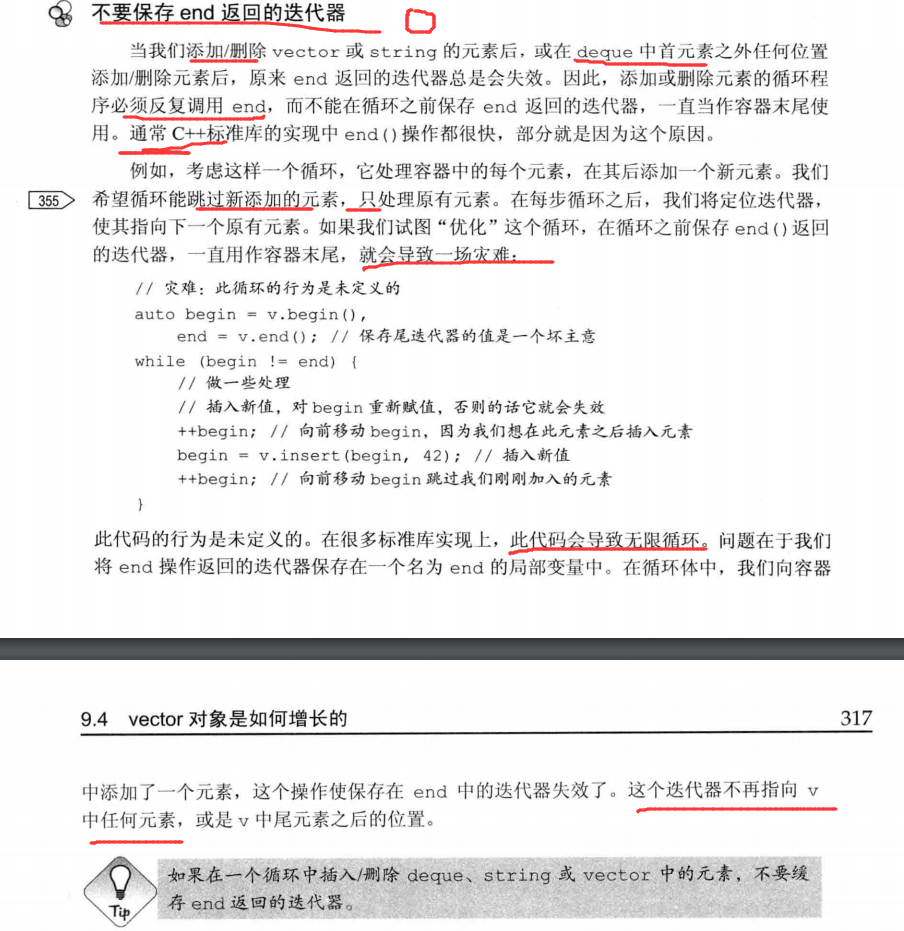 不要保存 end 返回的迭代器
当我们添加/删除 vector 或 string 的元素后，或在 deque 中首元素之外任何位置
添加/删除元素后，原来 end 返回的迭代器总是会失效。因此，添加或删除元素的循环程
序必须反复调用 end，而不能在循环之前保存 end 返回的迭代器，一直当作容器末尾使
用。通常 C++标准库的实现中 end()操作都很快，部分就是因为这个原因。
例如，考虑这样一个循环，它处理容器中的每个元素，在其后添加一个新元素。我们
355
希望循环能跳过新添加的元素，只处理原有元素。在每步循环之后，我们将定位迭代器，
使其指向下一个原有元素。如果我们试图“优化”这个循环，在循环之前保存 end()返回
的迭代器，一直用作容器末尾，就会导致一场灾难：
// 灾难：此循环的行为是未定义的
auto begin = v.begin(),
end = v.end(); // 保存尾迭代器的值是一个坏主意
while (begin != end) {
// 做一些处理
// 插入新值，对 begin 重新赋值，否则的话它就会失效
++begin; // 向前移动 begin，因为我们想在此元素之后插入元素
begin = v.insert(begin, 42); // 插入新值
++begin; // 向前移动 begin 跳过我们刚刚加入的元素
}
此代码的行为是未定义的。在很多标准库实现上，此代码会导致无限循环。问题在于我们
将 end 操作返回的迭代器保存在一个名为 end 的局部变量中。在循环体中，我们向容器
9.4 vector 对象是如何增长的 317
中添加了一个元素，这个操作使保存在 end 中的迭代器失效了。这个迭代器不再指向 v
中任何元素，或是 v 中尾元素之后的位置。
如果在一个循环中插入/删除 deque、string 或 vector 中的元素，不要缓
Tip
存 end 返回的迭代器。